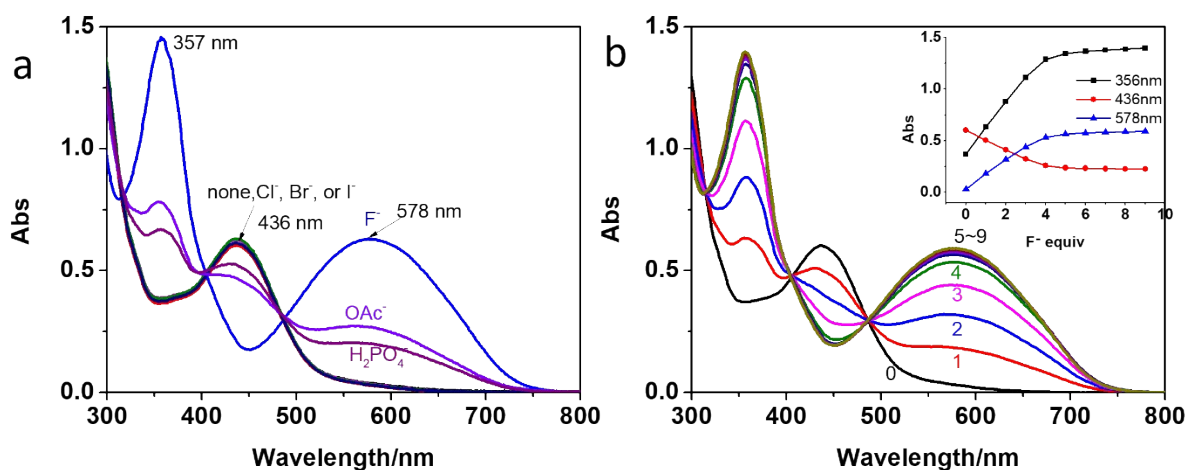 a
357 nm
none,Cl⁻, Br⁻, or I⁻
436 nm
F⁻
578 nm
OAc⁻
H₂PO₄⁻
Abs
1.5
1.0
0.5
0.0
300 400 500 600 700 800
Wavelength/nm
b
Abs
1.5
1.0
0.5
0.0
356nm
436nm
578nm
0 2 4 6 8 10
F⁻ equiv
5~9
4
3
2
1
0
Abs
1.5
1.0
0.5
0.0
300 400 500 600 700 800
Wavelength/nm